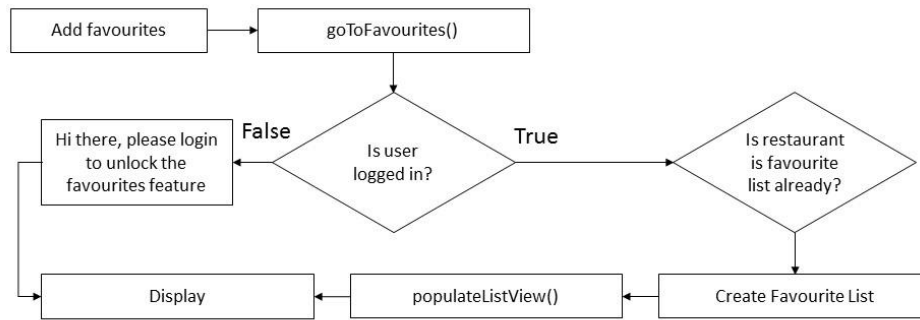 Add favourites
goToFavourites()
Hi there, please login
to unlock the
favourites feature
False
Is user
logged in?
True
Is restaurant
is favourite
list already?
Display
populateListView()
Create Favourite List